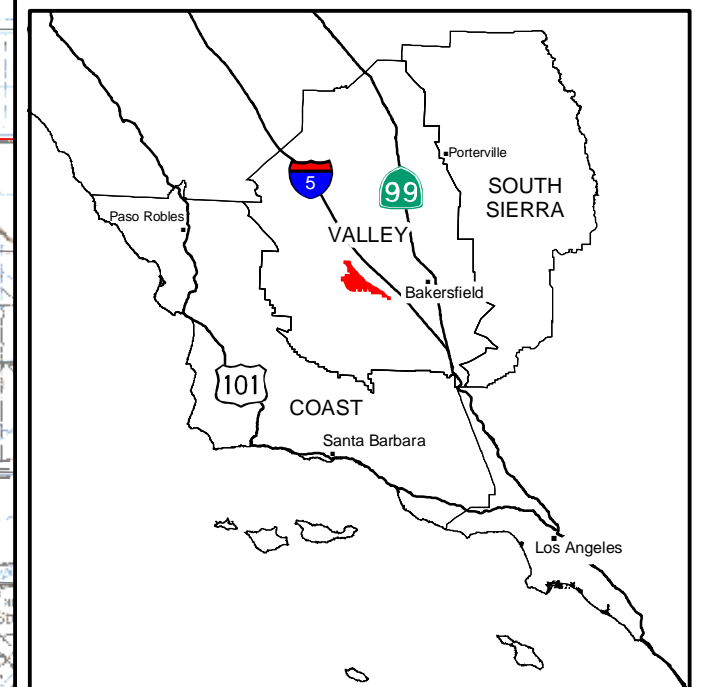 Porterville
5
99
SOUTH
SIERRA
Paso Robles
VALLEY
Bakersfield
101
COAST
Santa Barbara
Los Angeles